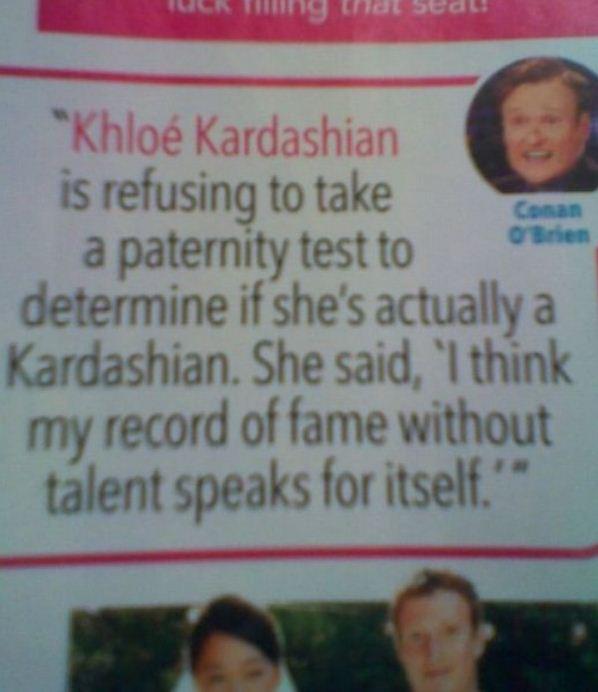 luck filling that seat!
"Khloé Kardashian
is refusing to take
a paternity test to
determine if she's actually a
Kardashian. She said, 'I think
my record of fame without
talent speaks for itself.'"
Conan
O'Brien